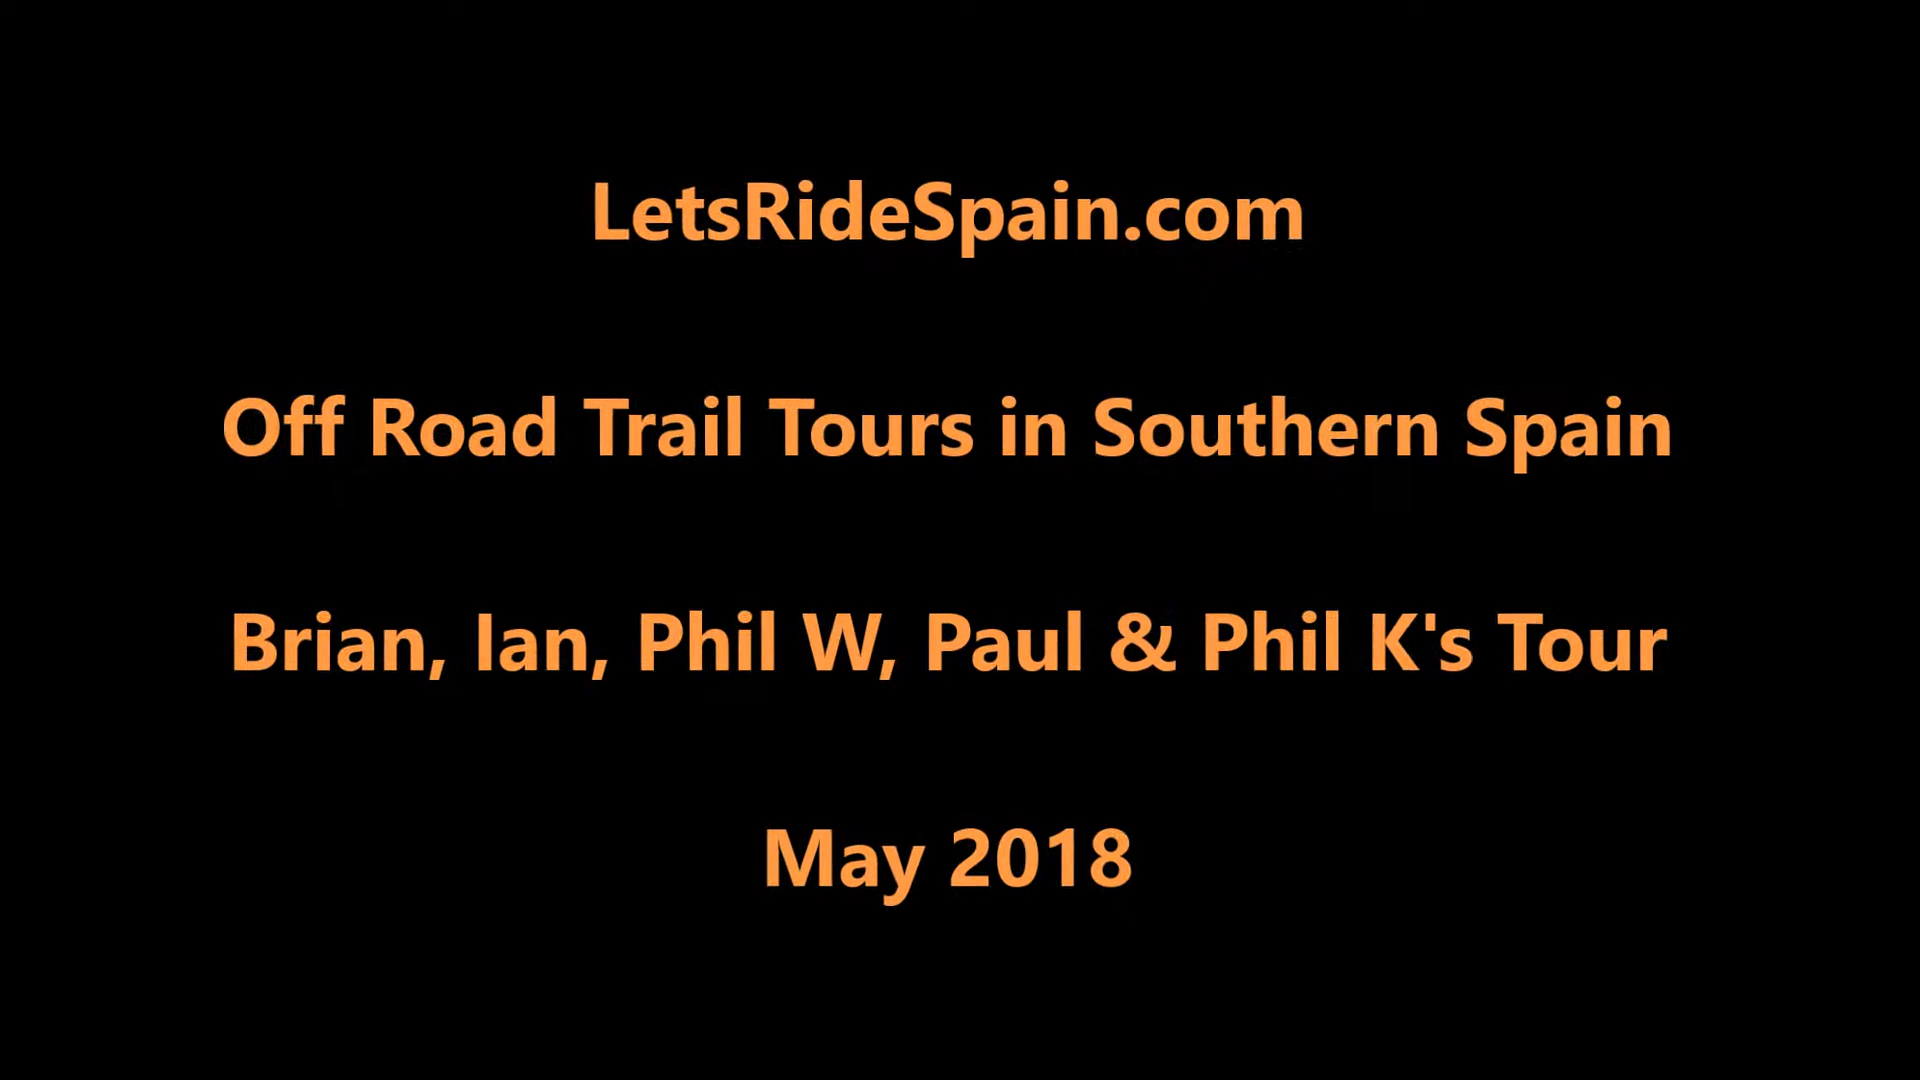 LetsRideSpain.com
Off Road Trail Tours in Southern Spain
Brian, Ian, Phil W, Paul & Phil K's Tour
May 2018